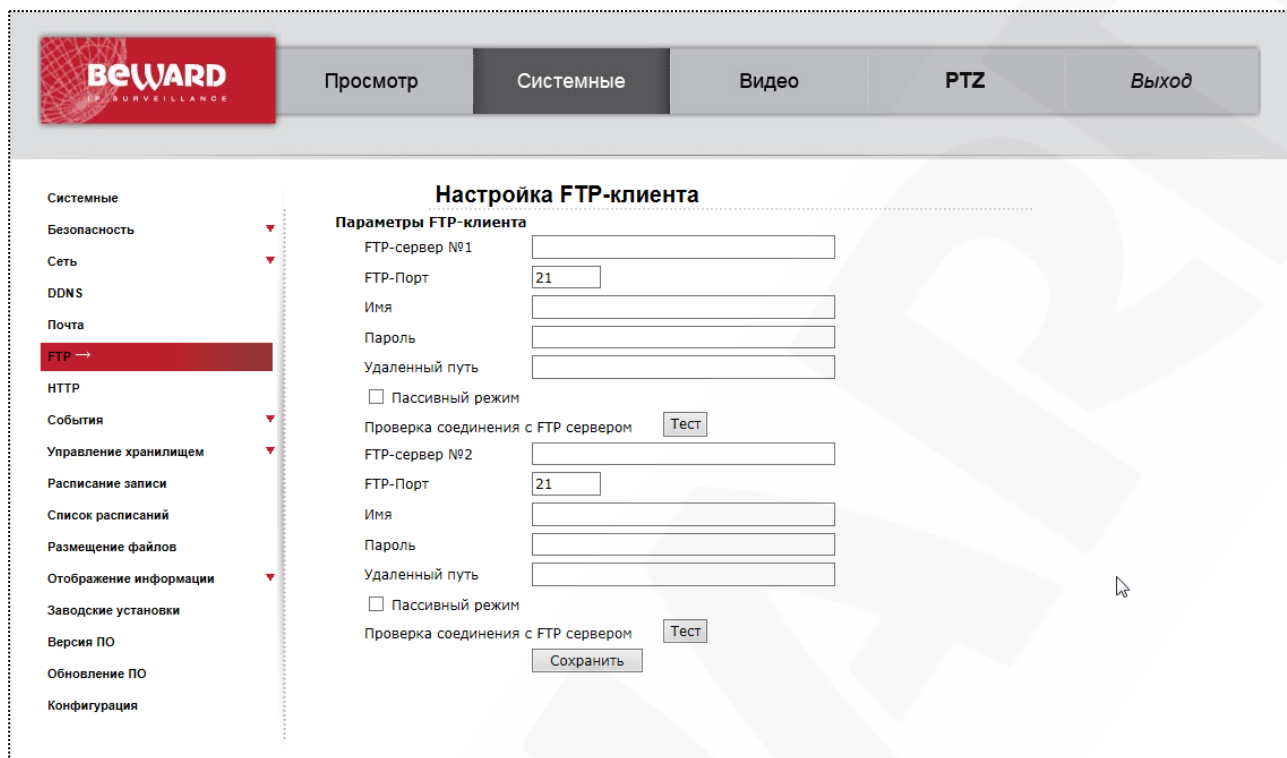 BEWARD
IP SURVEILLANCE
Просмотр
Системные
Видео
PTZ
Выход
Системные
Безопасность
Сеть
DDNS
Почта
FTP →
HTTP
События
Управление хранилищем
Расписание записи
Список расписаний
Размещение файлов
Отображение информации
Заводские установки
Версия ПО
Обновление ПО
Конфигурация
Настройка FTP-клиента
Параметры FTP-клиента
FTP-сервер №1
FTP-Порт 21
Имя
Пароль
Удаленный путь
Пассивный режим
Проверка соединения с FTP сервером Тест
FTP-сервер №2
FTP-Порт 21
Имя
Пароль
Удаленный путь
Пассивный режим
Проверка соединения с FTP сервером Тест
Сохранить